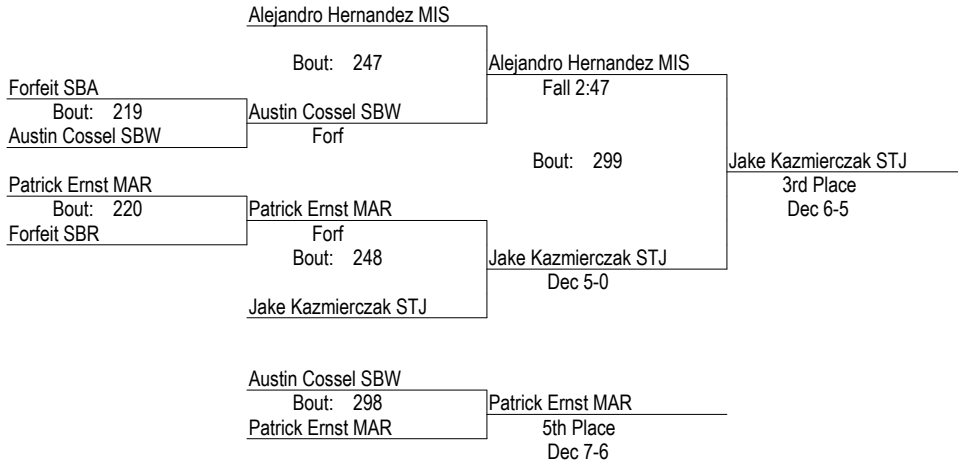 Alejandro Hernandez MIS
Bout: 247
Alejandro Hernandez MIS
Fall 2:47
Forfeit SBA
Bout: 219
Austin Cossel SBW
Austin Cossel SBW
Forf
Bout: 299
Jake Kazmierczak STJ
3rd Place
Dec 6-5
Patrick Ernst MAR
Bout: 220
Forfeit SBR
Patrick Ernst MAR
Forf
Bout: 248
Jake Kazmierczak STJ
Dec 5-0
Jake Kazmierczak STJ
Austin Cossel SBW
Bout: 298
Patrick Ernst MAR
Patrick Ernst MAR
5th Place
Dec 7-6